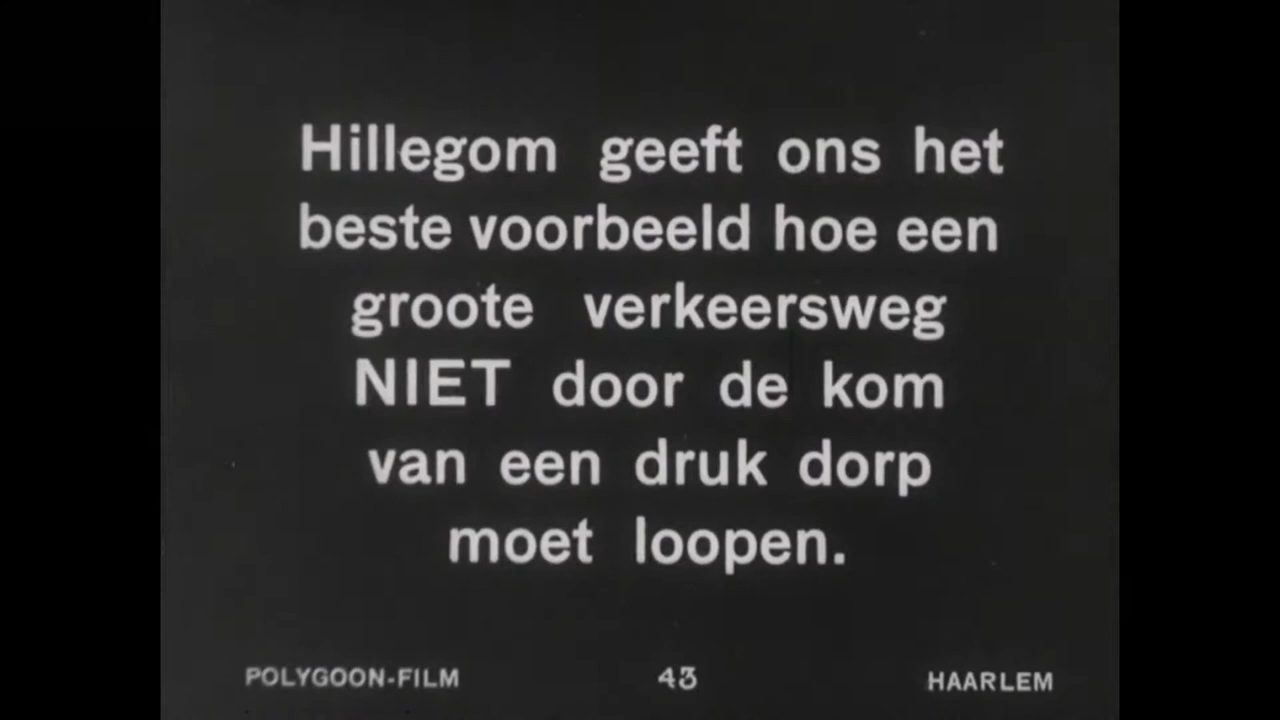 Hillegom geeft ons het
beste voorbeeld hoe een
groote verkeersweg
NIET door de kom
van een druk dorp
moet loopen.
POLYGOON-FILM 43 HAARLEM